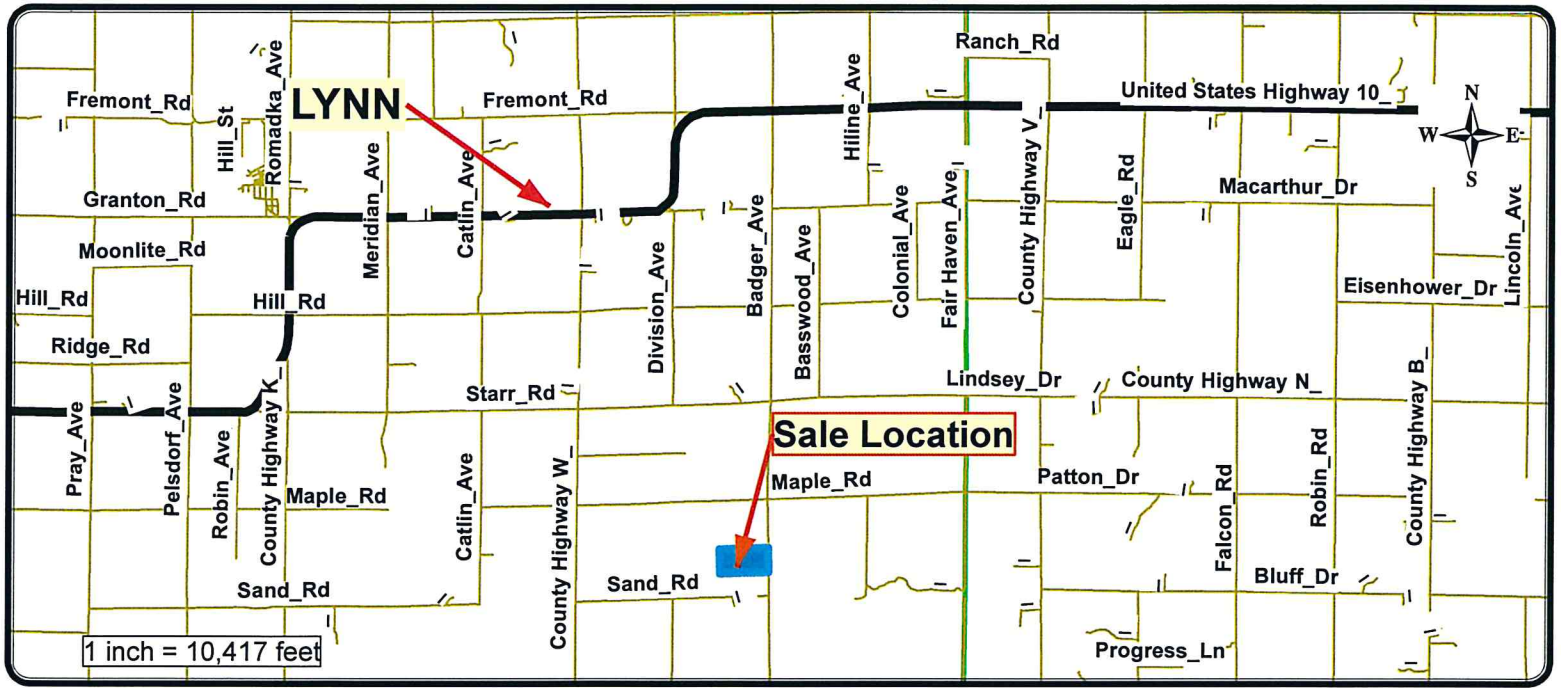 Ranch_Rd
Fremont_Rd
Hill_St
Romadka_Ave
LYNN
Fremont_Rd
Hiline_Ave
United States Highway 10_
N
W
E
S
Granton_Rd
Meridian_Ave
Catlin_Ave
Macarthur_Dr
Moonlite_Rd
Badger_Ave
Basswood_Ave
Colonial_Ave
Fair Haven_Ave
County Highway V_
Eagle_Rd
Lincoln_Ave
Hill_Rd
Hill_Rd
Division_Ave
Eisenhower_Dr
Ridge_Rd
Starr_Rd
Lindsey_Dr
County Highway N_
County Highway B_
Pray_Ave
Pelsdorf_Ave
Robin_Ave
County Highway K_
Sale Location
Maple_Rd
Catlin_Ave
County Highway W_
Maple_Rd
Patton_Dr
Falcon_Rd
Robin_Rd
Sand_Rd
Sand_Rd
Bluff_Dr
1 inch = 10,417 feet
Progress_Ln